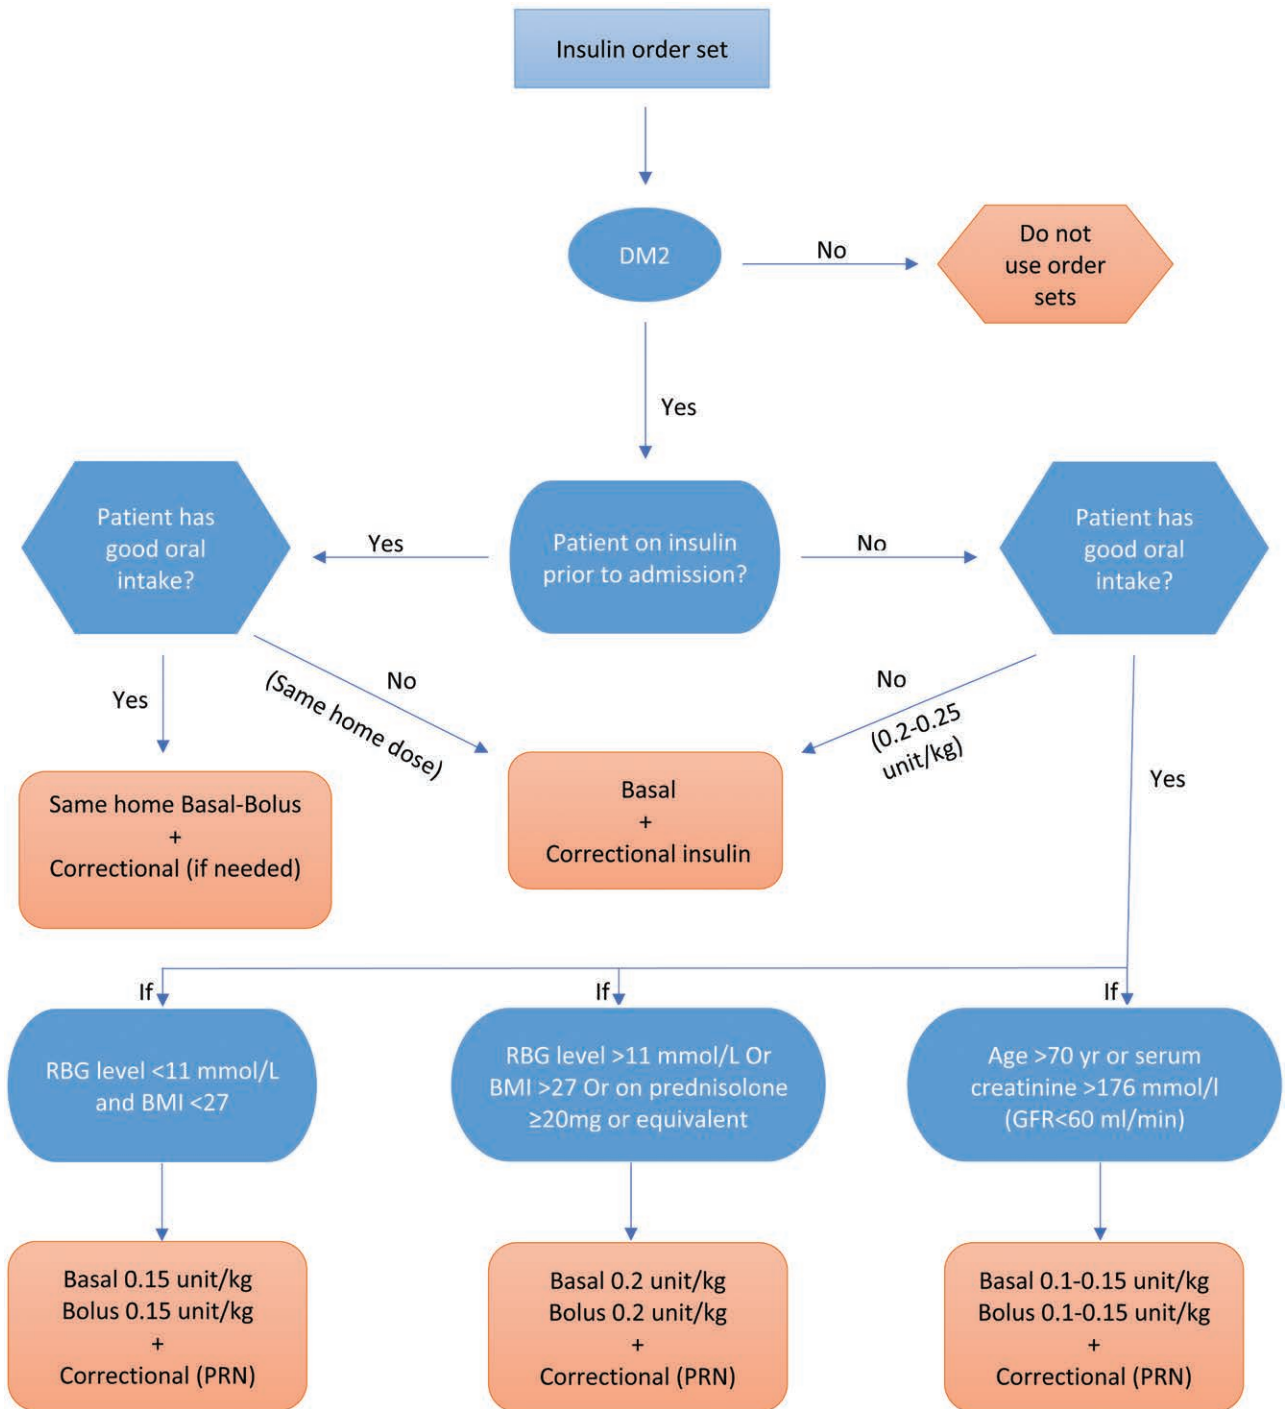 Insulin order set
DM2
No
Do not
use order
sets
Yes
Patient has
good oral
intake?
Yes
Patient on insulin
prior to admission?
No
Patient has
good oral
intake?
Yes
No
(Same home dose)
No
(0.2-0.25
unit/kg)
Yes
Same home Basal-Bolus
+
Correctional (if needed)
Basal
+
Correctional insulin
If
If
If
RBG level <11 mmol/L
and BMI <27
RBG level >11 mmol/L Or
BMI >27 Or on prednisolone
≥20mg or equivalent
Age >70 yr or serum
creatinine >176 mmol/l
(GFR<60 ml/min)
Basal 0.15 unit/kg
Bolus 0.15 unit/kg
+
Correctional (PRN)
Basal 0.2 unit/kg
Bolus 0.2 unit/kg
+
Correctional (PRN)
Basal 0.1-0.15 unit/kg
Bolus 0.1-0.15 unit/kg
+
Correctional (PRN)